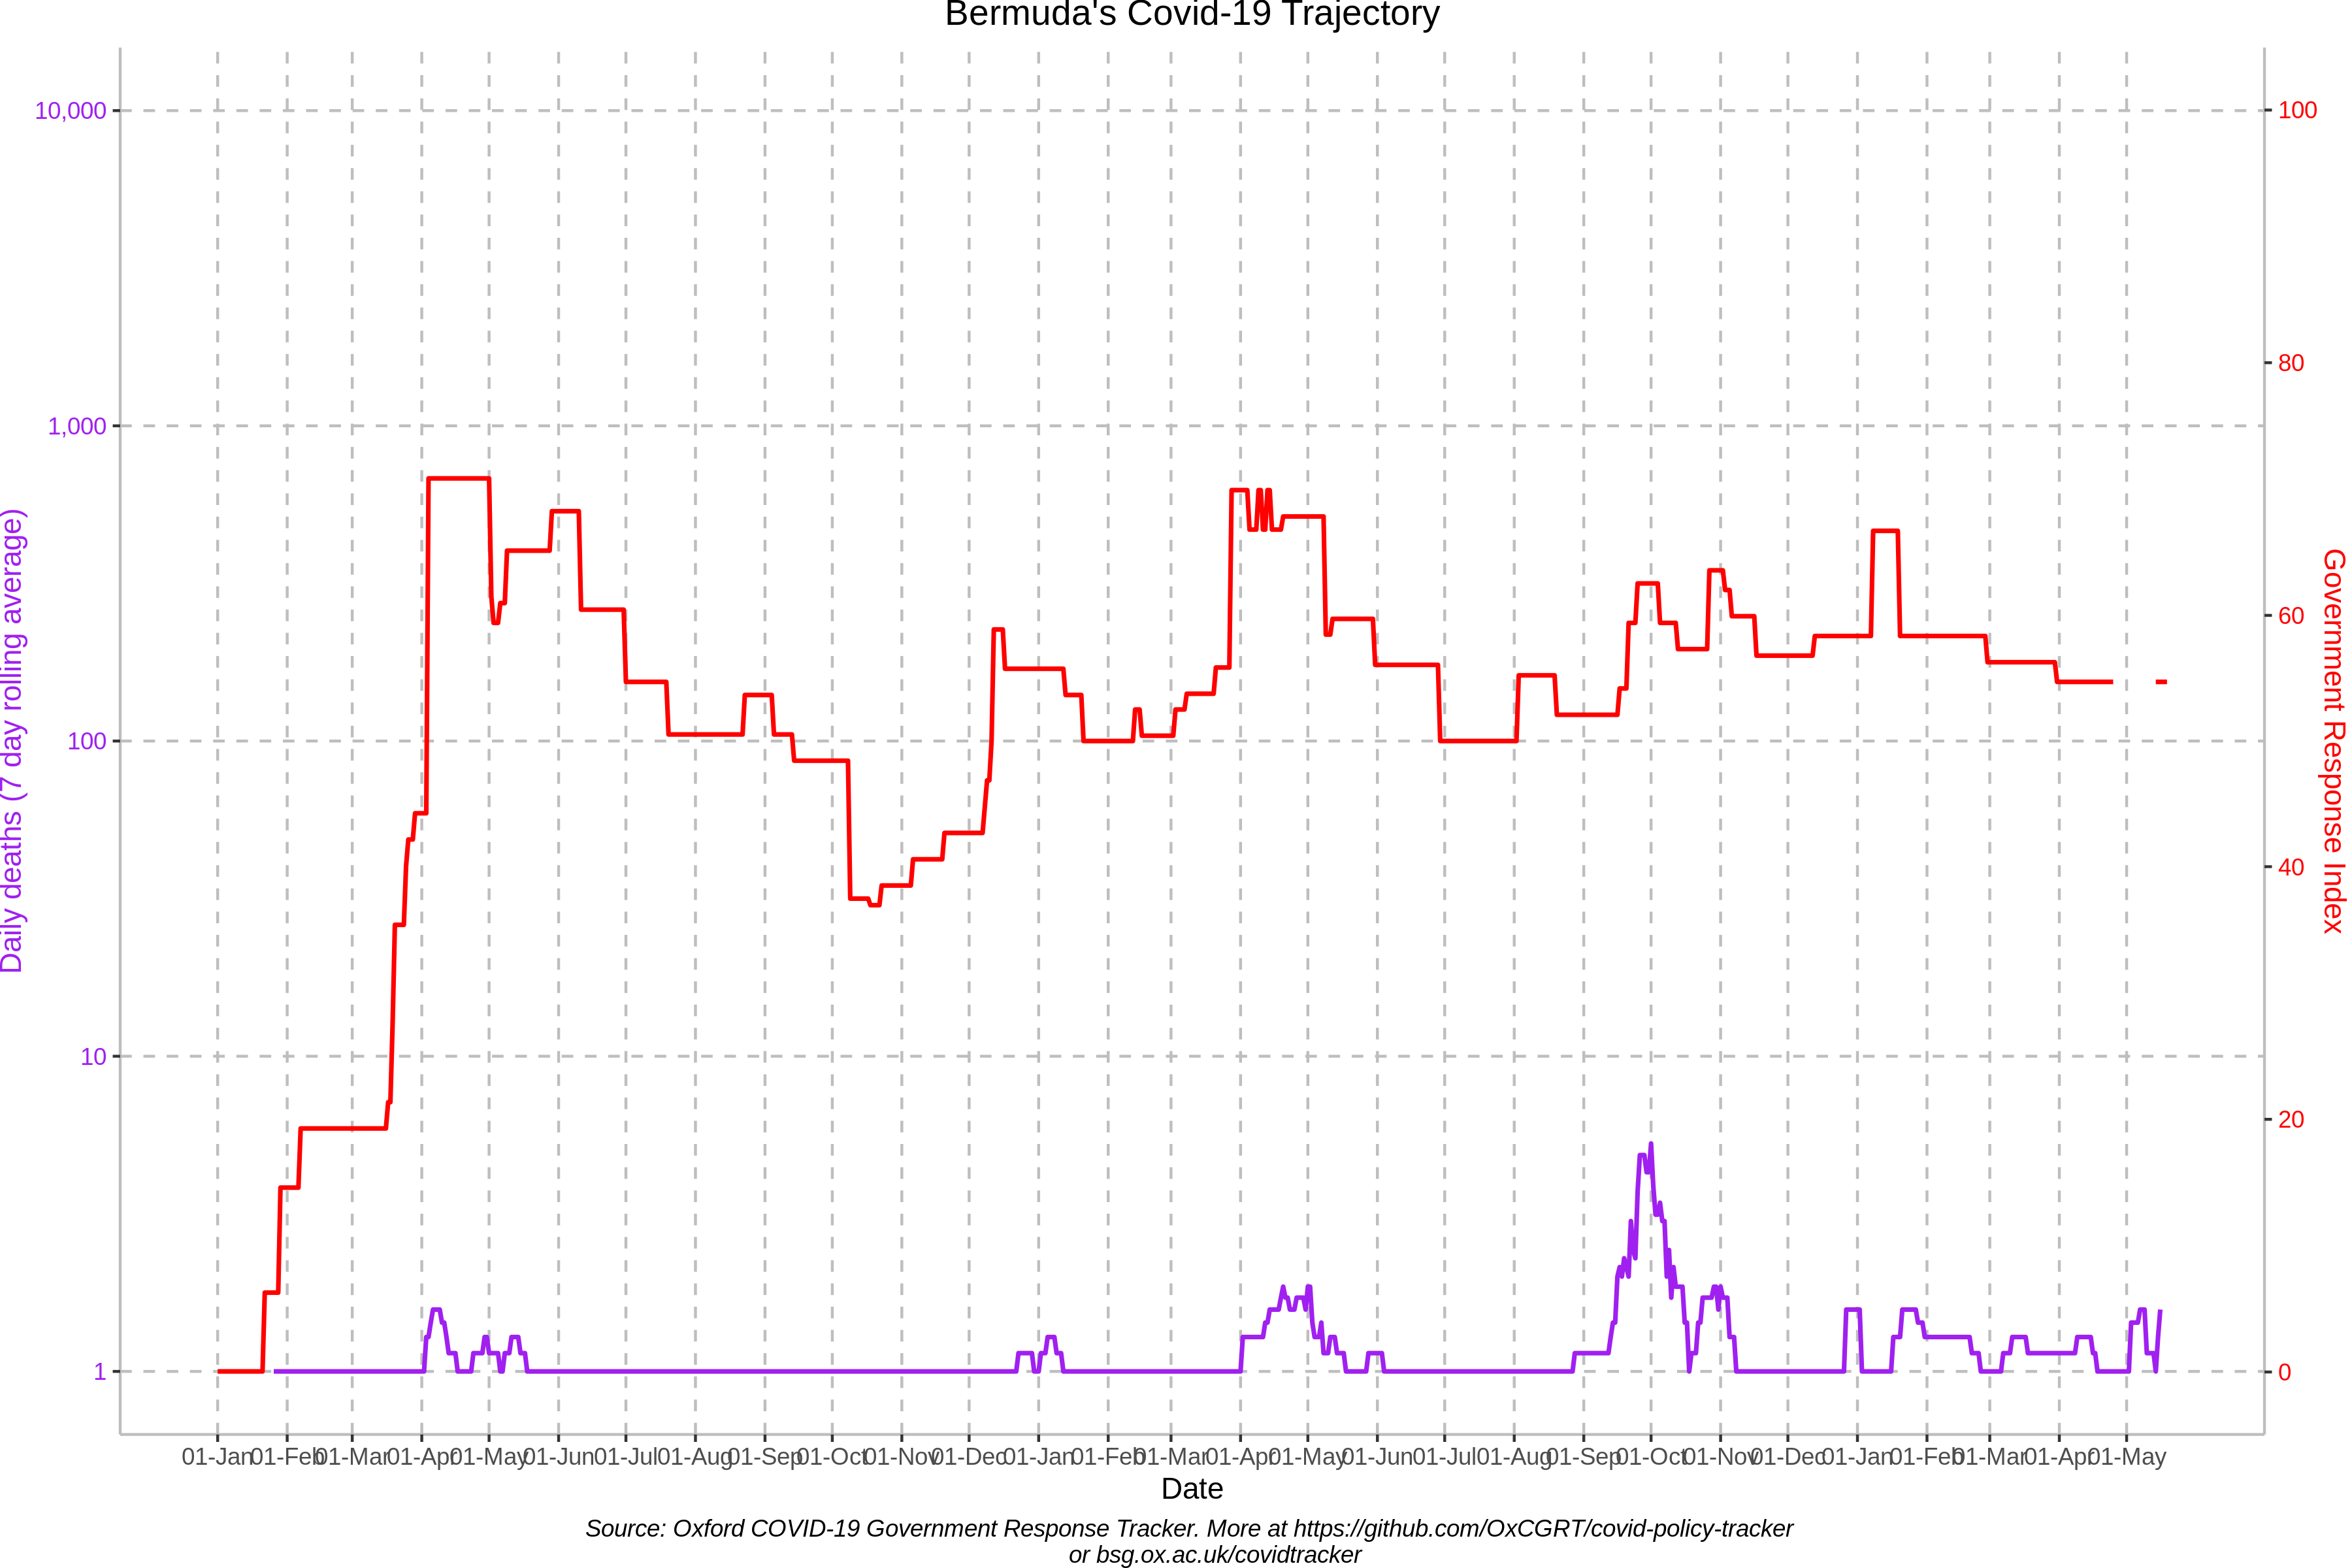 Bermuda's Covid-19 Trajectory
10,000
1,000
100
10
1
Daily deaths (7 day rolling average)
100
80
60
40
20
0
Government Response Index
01-Jan 01-Feb 01-Mar 01-Apr 01-May 01-Jun 01-Jul 01-Aug 01-Sep 01-Oct 01-Nov 01-Dec 01-Jan 01-Feb 01-Mar 01-Apr 01-May 01-Jun 01-Jul 01-Aug 01-Sep 01-Oct 01-Nov 01-Dec 01-Jan 01-Feb 01-Mar 01-Apr 01-May
Date
Source: Oxford COVID-19 Government Response Tracker. More at https://github.com/OxCGRT/covid-policy-tracker
or bsg.ox.ac.uk/covidtracker